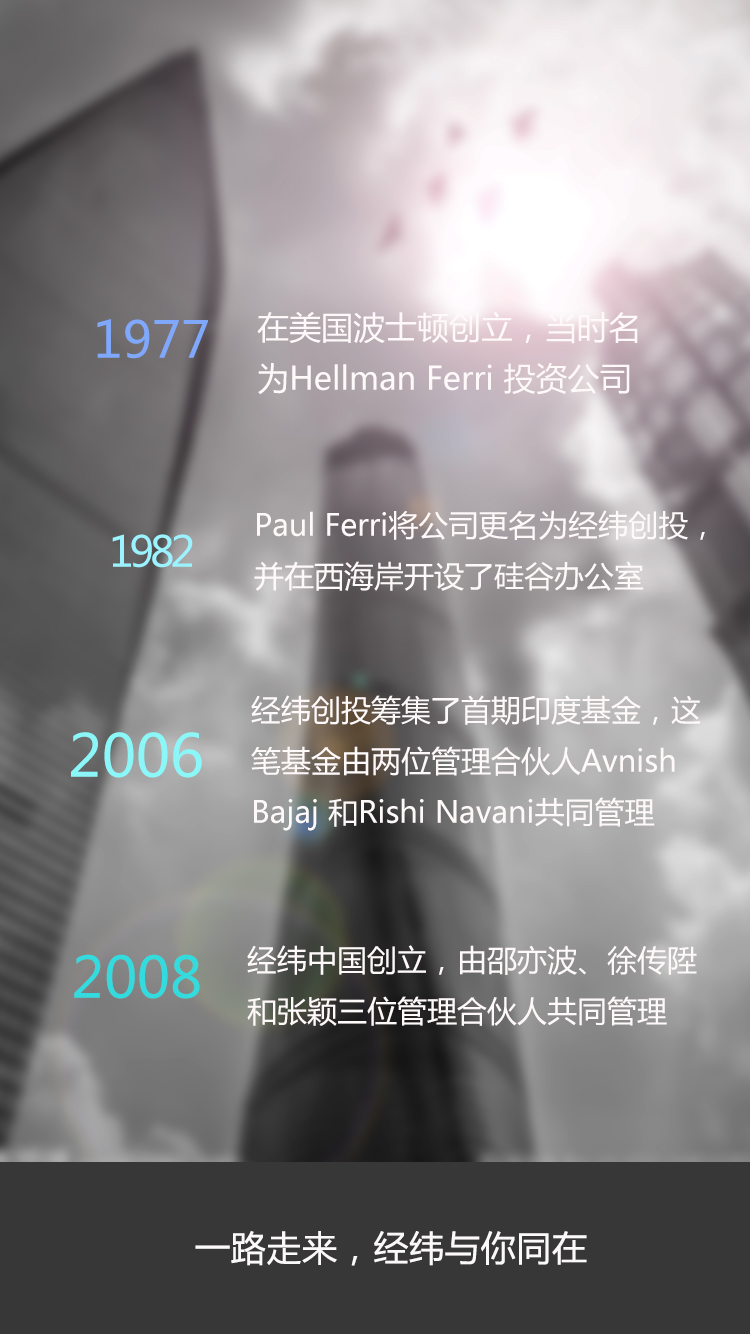 1977
在美国波士顿创立，当时名
为Hellman Ferri 投资公司
1982
Paul Ferri将公司更名为经纬创投，
并在西海岸开设了硅谷办公室
2006
经纬创投筹集了首期印度基金，这
笔基金由两位管理合伙人Avnish
Bajaj 和Rishi Navani共同管理
2008
经纬中国创立，由邵亦波、徐传陞
和张颖三位管理合伙人共同管理
一路走来，经纬与你同在